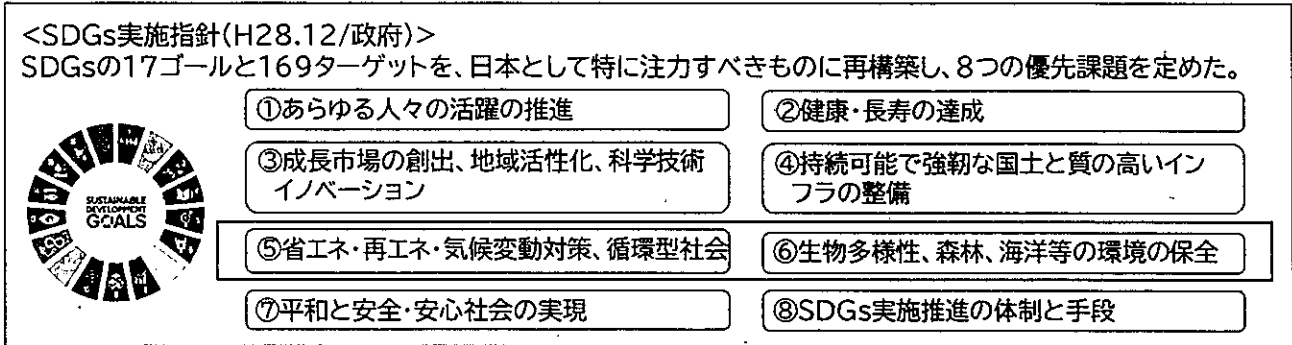 <SDGs実施指針(H28.12/政府)>
SDGsの17ゴールと169ターゲットを、日本として特に注力すべきものに再構築し、8つの優先課題を定めた。
①あらゆる人々の活躍の推進
②健康・長寿の達成
③成長市場の創出、地域活性化、科学技術
イノベーション
④持続可能で強靭な国土と質の高いイン
フラの整備
SUSTAINABLE
DEVELOPMENT
GOALS
⑤省エネ・再エネ・気候変動対策、循環型社会
⑥生物多様性、森林、海洋等の環境の保全
⑦平和と安全・安心社会の実現
⑧SDGs実施推進の体制と手段